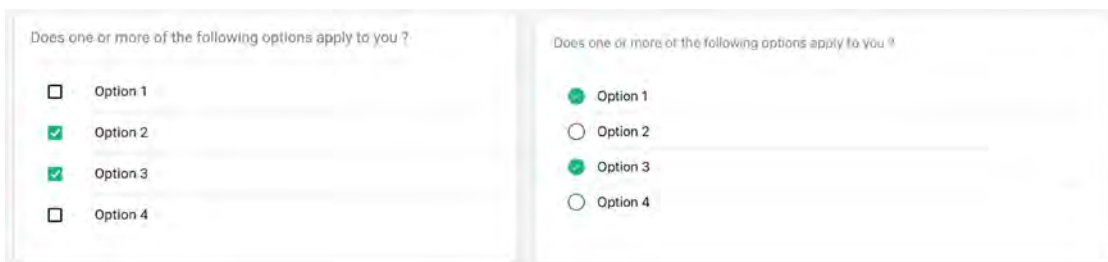 Does one or more of the following options apply to you ?
Option 1
Option 2
Option 3
Option 4
Does one or more of the following options apply to you ?
Option 1
Option 2
Option 3
Option 4